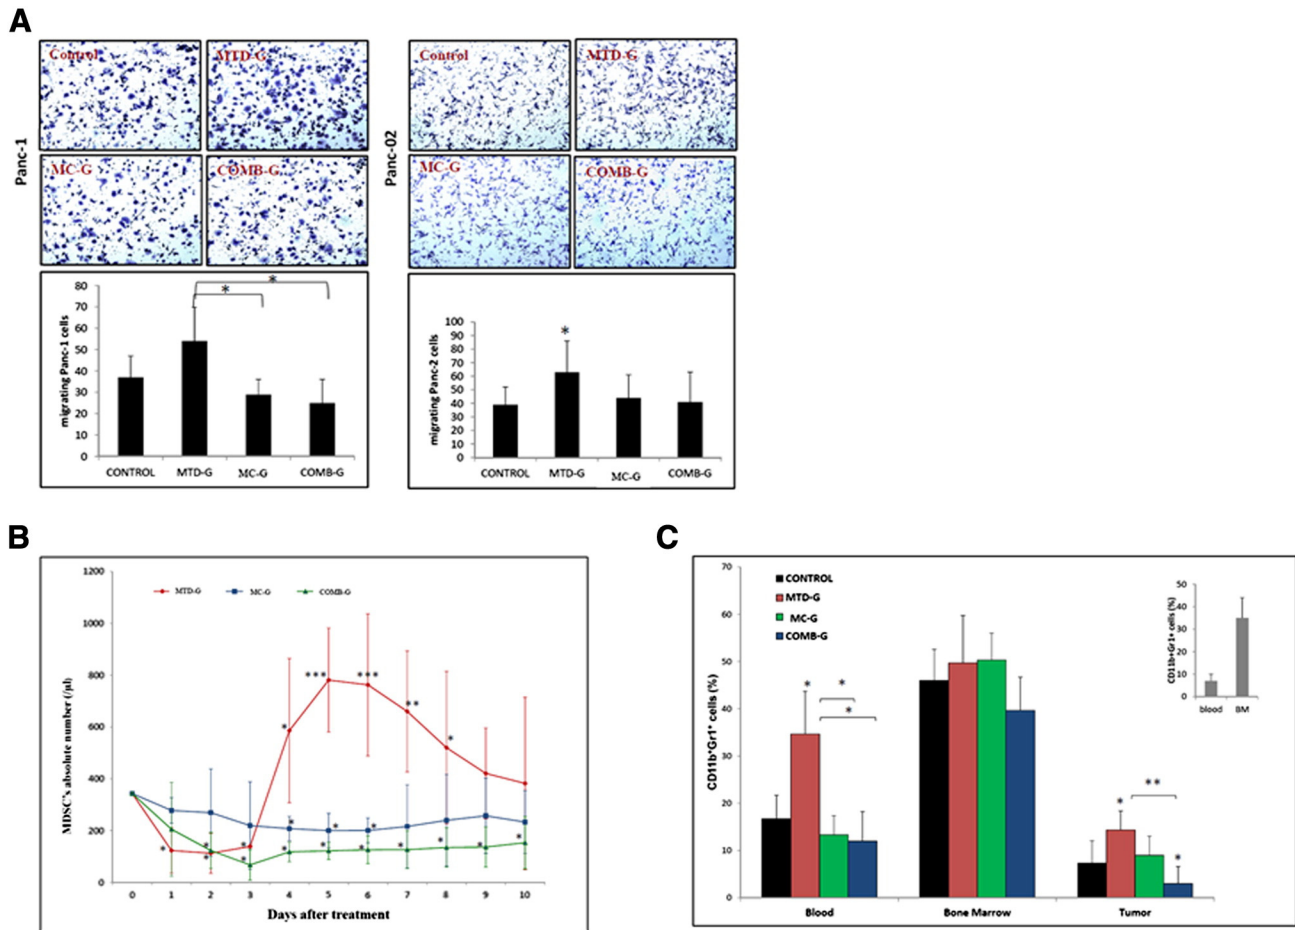 A
Control
MTD-G
MC-G
COMB-G
Panc-1
migrating Panc-1 cells
80
70
60
50
40
30
20
10
0
*
*
CONTROL MTD-G MC-G COMB-G
Control
MTD-G
MC-G
COMB-G
Panc-02
migrating Panc-2 cells
100
90
80
70
60
50
40
30
20
10
0
*
CONTROL MTD-G MC-G COMB-G
B
MDSC's absolute number (/µl)
1200
1000
800
600
400
200
0
MTD-G MC-G COMB-G
*** ***
**
* *
* * *
* * * *
* * * * * * * * *
0 1 2 3 4 5 6 7 8 9 10
Days after treatment
C
CD11b⁺Gr1⁺ cells (%)
70
60
50
40
30
20
10
0
CONTROL
MTD-G
MC-G
COMB-G
* *
*
* **
*
Blood Bone Marrow Tumor
CD11b+Gr1+ cells (%)
50
40
30
20
10
0
blood BM